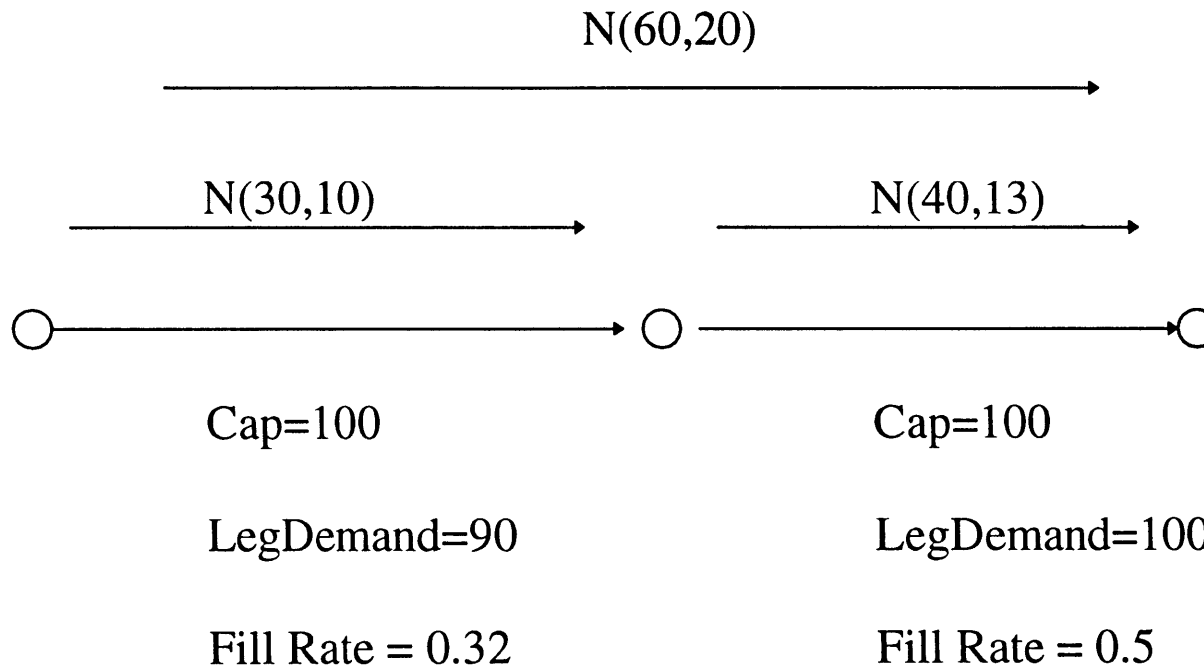 N(60,20)
N(30,10) N(40,13)
Cap=100 Cap=100
LegDemand=90 LegDemand=100
Fill Rate = 0.32 Fill Rate = 0.5